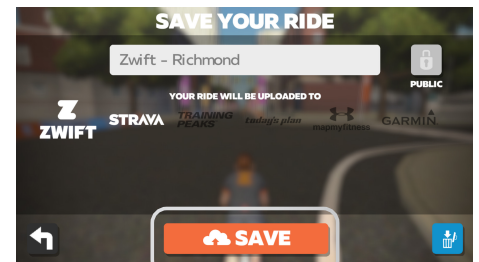 SAVE YOUR RIDE
Zwift - Richmond
PUBLIC
YOUR RIDE WILL BE UPLOADED TO
ZWIFT
STRAVA
TRAINING
PEAKS
today's plan
mapmyfitness
GARMIN.
SAVE